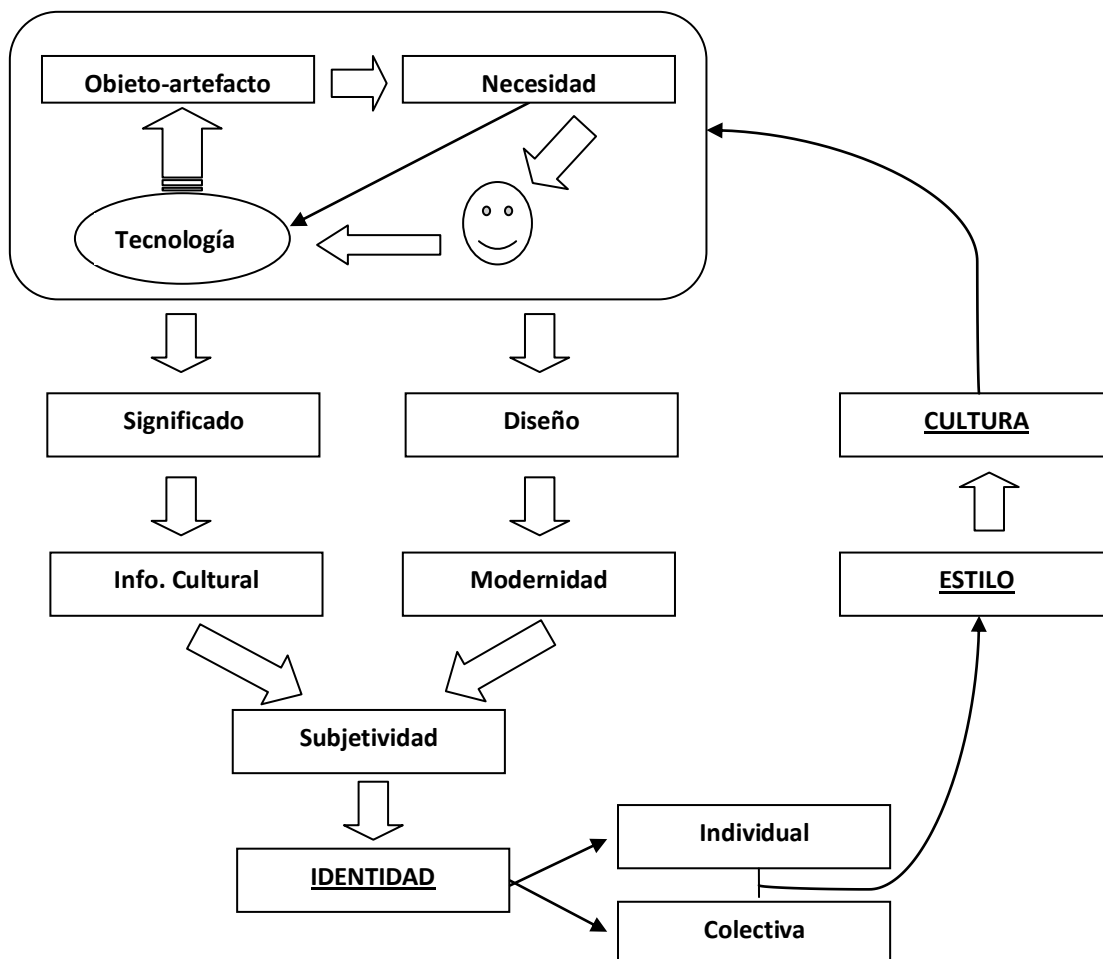 Objeto-artefacto
Necesidad
Tecnología
Significado
Diseño
CULTURA
Info. Cultural
Modernidad
ESTILO
Subjetividad
Individual
IDENTIDAD
Colectiva